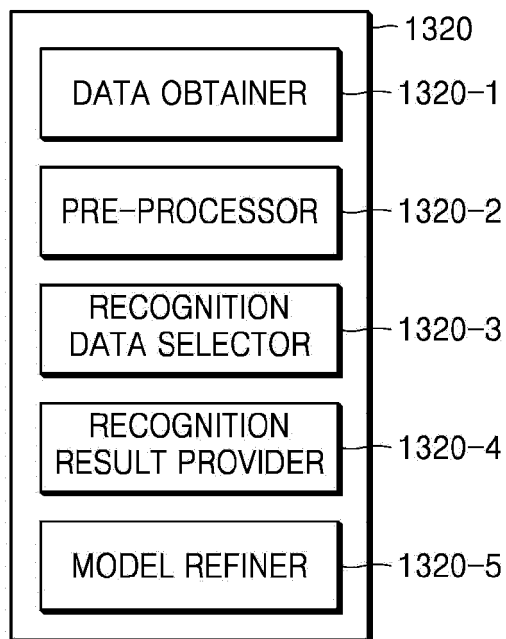 1320
DATA OBTAINER
1320-1
PRE-PROCESSOR
1320-2
RECOGNITION
DATA SELECTOR
1320-3
RECOGNITION
RESULT PROVIDER
1320-4
MODEL REFINER
1320-5